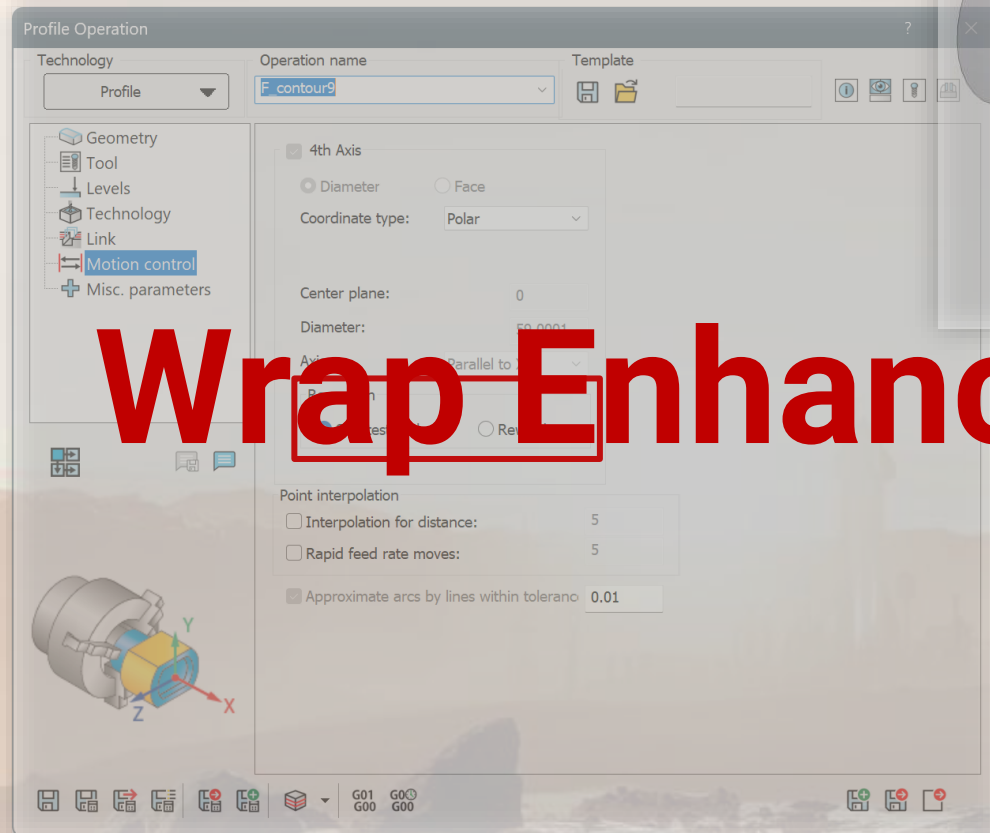 Profile Operation ?
Technology Operation name Template
Profile F_contour9
Geometry
Tool
Levels
Technology
Link
Motion control
Misc. parameters
4th Axis
Diameter Face
Coordinate type: Polar
Center plane: 0
Diameter:
Parallel to
Wrap
Point interpolation
Interpolation for distance: 5
Rapid feed rate moves: 5
Approximate arcs by lines within 0.01
Y
X
Z
G01 G00
G00 G00